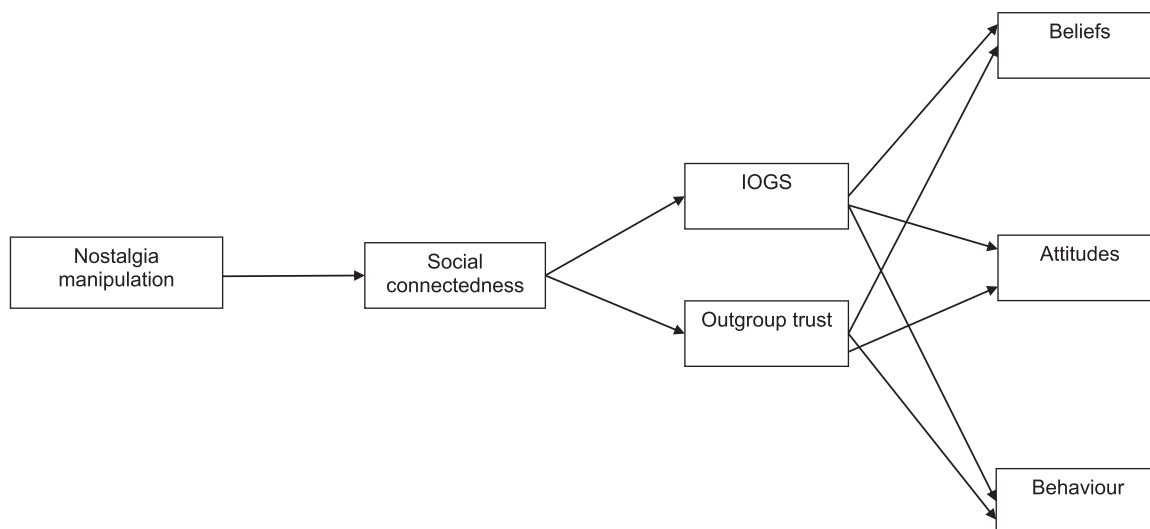 Nostalgia
manipulation
Social
connectedness
IOGS
Outgroup trust
Beliefs
Attitudes
Behaviour